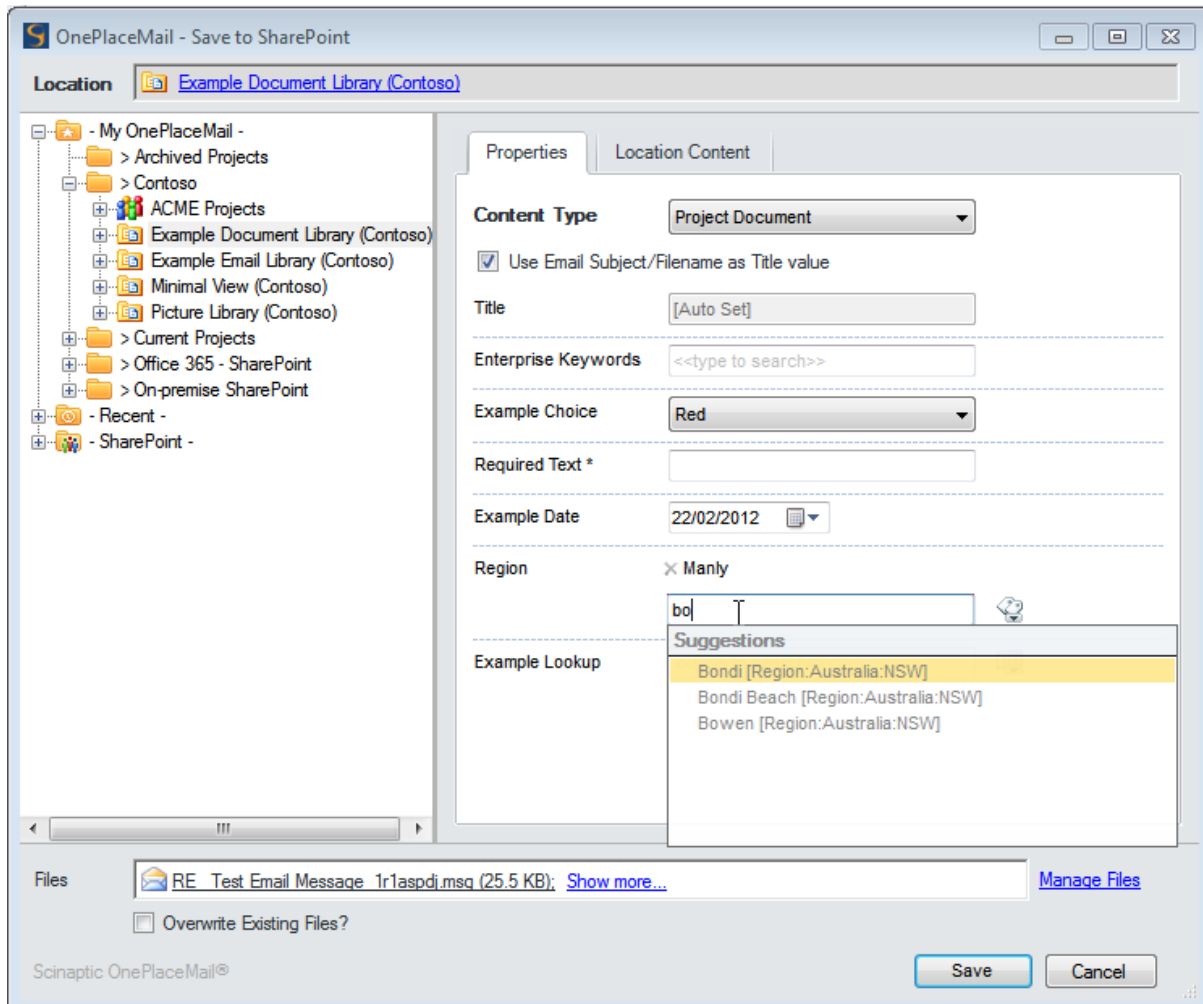 OnePlaceMail - Save to SharePoint
Location Example Document Library (Contoso)
- My OnePlaceMail -
> Archived Projects
> Contoso
ACME Projects
Example Document Library (Contoso)
Example Email Library (Contoso)
Minimal View (Contoso)
Picture Library (Contoso)
> Current Projects
> Office 365 - SharePoint
> On-premise SharePoint
- Recent -
- SharePoint -
Properties Location Content
Content Type Project Document
Use Email Subject/Filename as Title value
Title [Auto Set]
Enterprise Keywords <<type to search>>
Example Choice Red
Required Text *
Example Date 22/02/2012
Region Manly
bo
Suggestions
Example Lookup
Bondi [Region:Australia:NSW]
Bondi Beach [Region:Australia:NSW]
Bowen [Region:Australia:NSW]
Files RE_ Test Email Message_1r1aspdj.msg (25.5 KB); Show more... Manage Files
Overwrite Existing Files?
Scinaptic OnePlaceMail® Save Cancel